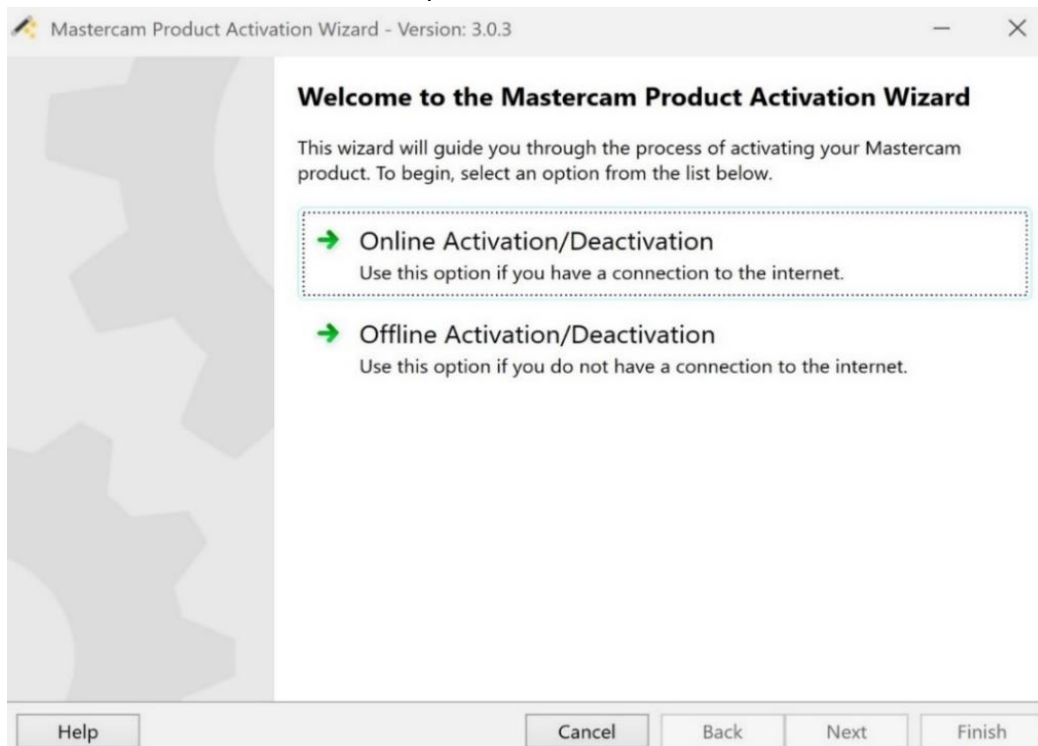 Mastercam Product Activation Wizard - Version: 3.0.3
Welcome to the Mastercam Product Activation Wizard
This wizard will guide you through the process of activating your Mastercam
product. To begin, select an option from the list below.
Online Activation/Deactivation
Use this option if you have a connection to the internet.
Offline Activation/Deactivation
Use this option if you do not have a connection to the internet.
Help
Cancel
Back
Next
Finish